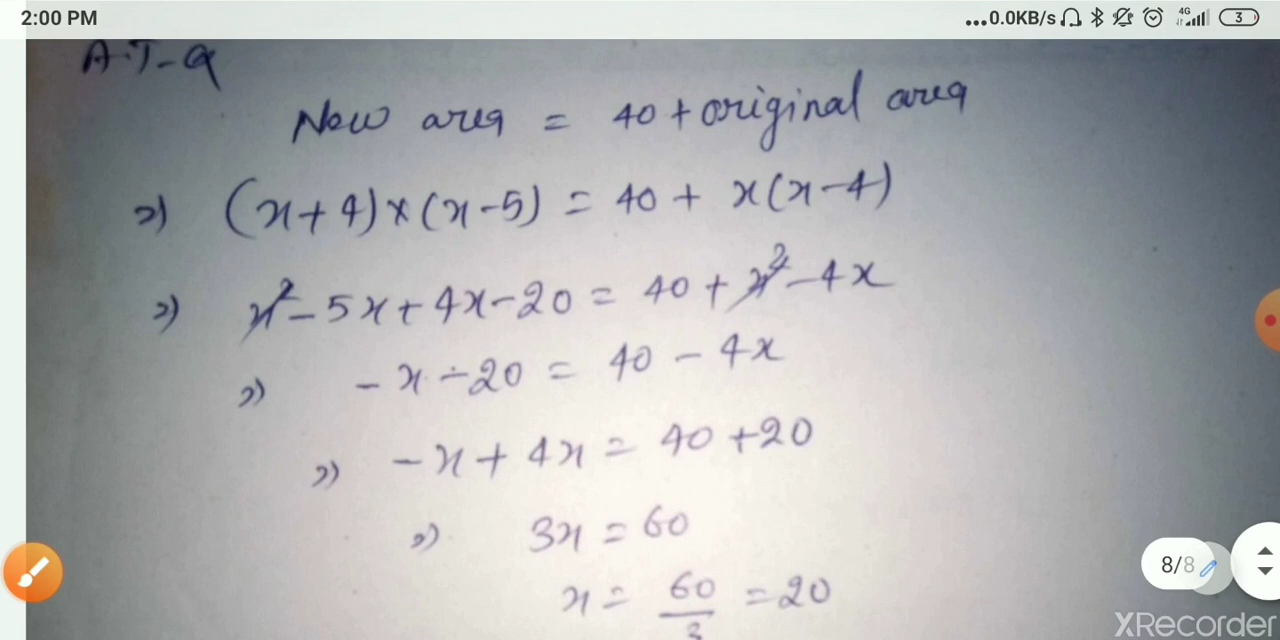 2:00 PM ...0.0KB/s 4G 3
A.T-Q
New area = 40 + original area
⇒) (x+4)×(x-5) = 40 + x(x-4)
⇒) x²-5x+4x-20 = 40 + x²-4x
⇒) -x-20 = 40 - 4x
⇒) -x + 4x = 40 +20
⇒) 3x = 60
x = 60/3 = 20
8/8
XRecorder